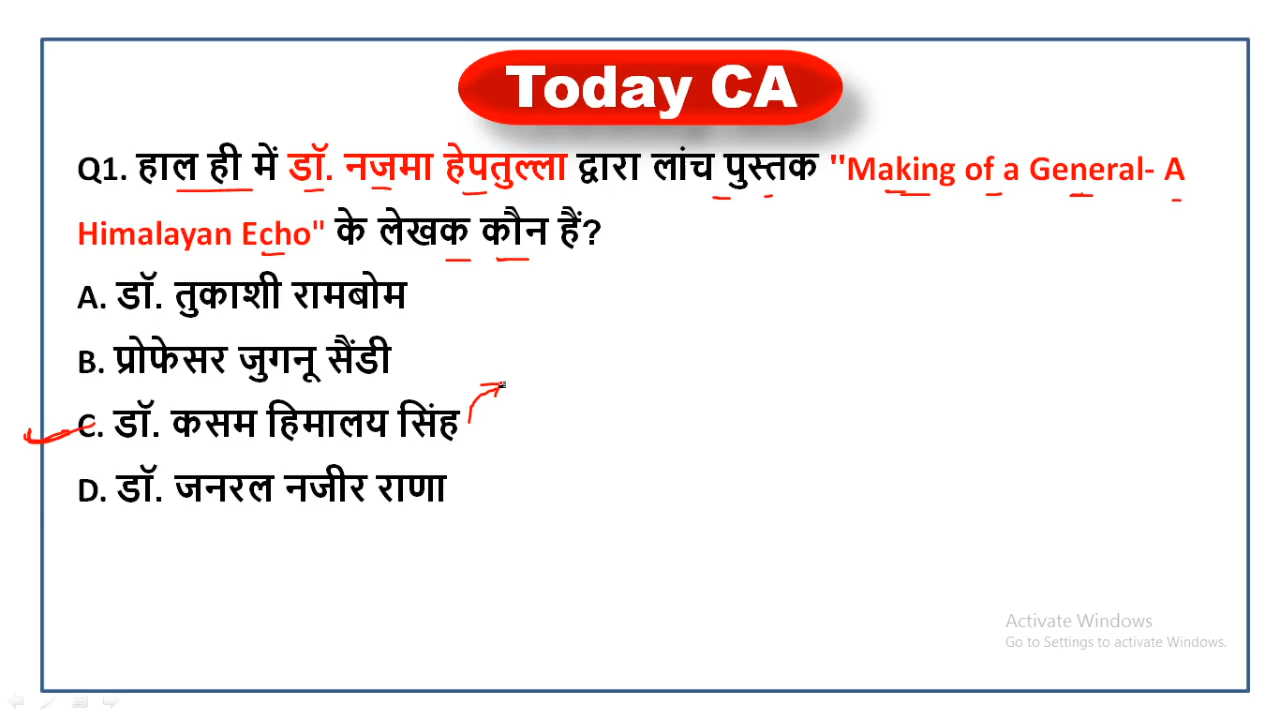 Today CA
Q1. हाल ही में डॉ. नजमा हेपतुल्ला द्वारा लांच पुस्तक "Making of a General- A
Himalayan Echo" के लेखक कौन हैं?
A. डॉ. तुकाशी रामबोम
B. प्रोफेसर जुगनू सैंडी
C. डॉ. कसम हिमालय सिंह
D. डॉ. जनरल नजीर राणा
Activate Windows
Go to Settings to activate Windows.